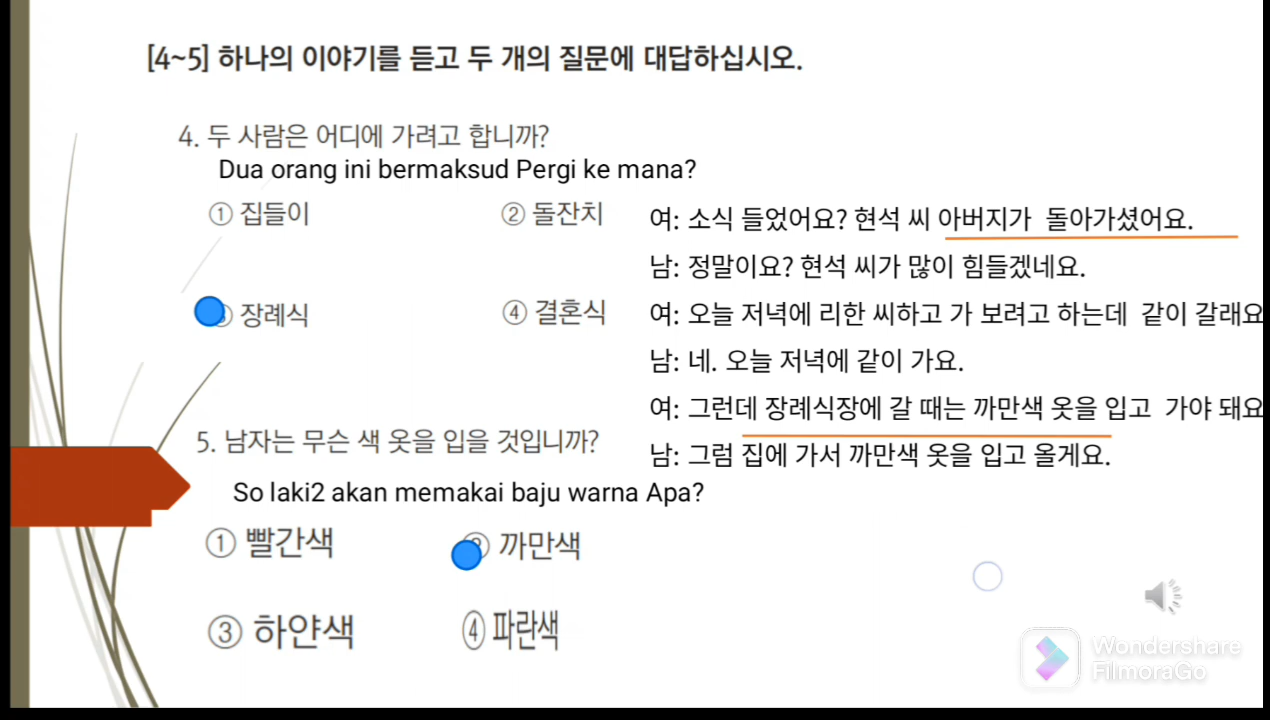 [4~5] 하나의 이야기를 듣고 두 개의 질문에 대답하십시오.
4. 두 사람은 어디에 가려고 합니까?
Dua orang ini bermaksud Pergi ke mana?
① 집들이
② 돌잔치
장례식
④ 결혼식
여: 소식 들었어요? 현석 씨 아버지가 돌아가셨어요.
남: 정말이요? 현석 씨가 많이 힘들겠네요.
여: 오늘 저녁에 리한 씨하고 가 보려고 하는데 같이 갈래요
남: 네. 오늘 저녁에 같이 가요.
여: 그런데 장례식장에 갈 때는 까만색 옷을 입고 가야 돼요
남: 그럼 집에 가서 까만색 옷을 입고 올게요.
5. 남자는 무슨 색 옷을 입을 것입니까?
So laki2 akan memakai baju warna Apa?
① 빨간색
까만색
③ 하얀색
④ 파란색
Wondershare
FilmoraGo